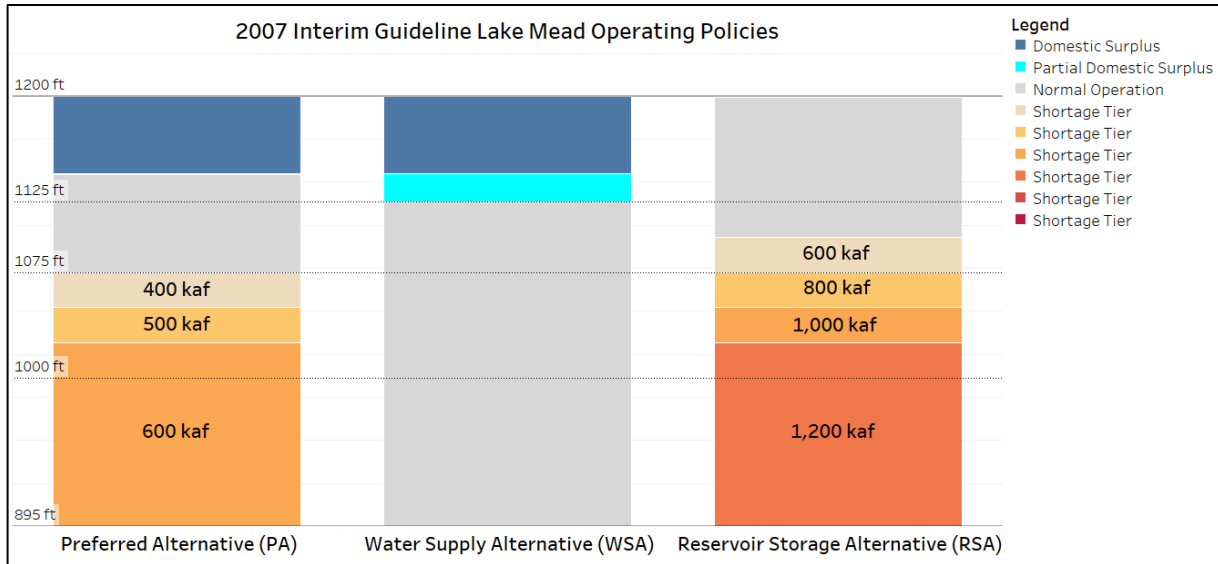 2007 Interim Guideline Lake Mead Operating Policies
Legend
Domestic Surplus
Partial Domestic Surplus
Normal Operation
Shortage Tier
Shortage Tier
Shortage Tier
Shortage Tier
Shortage Tier
Shortage Tier
1200 ft
1125 ft
1075 ft
1000 ft
895 ft
400 kaf
500 kaf
600 kaf
600 kaf
800 kaf
1,000 kaf
1,200 kaf
Preferred Alternative (PA)
Water Supply Alternative (WSA)
Reservoir Storage Alternative (RSA)